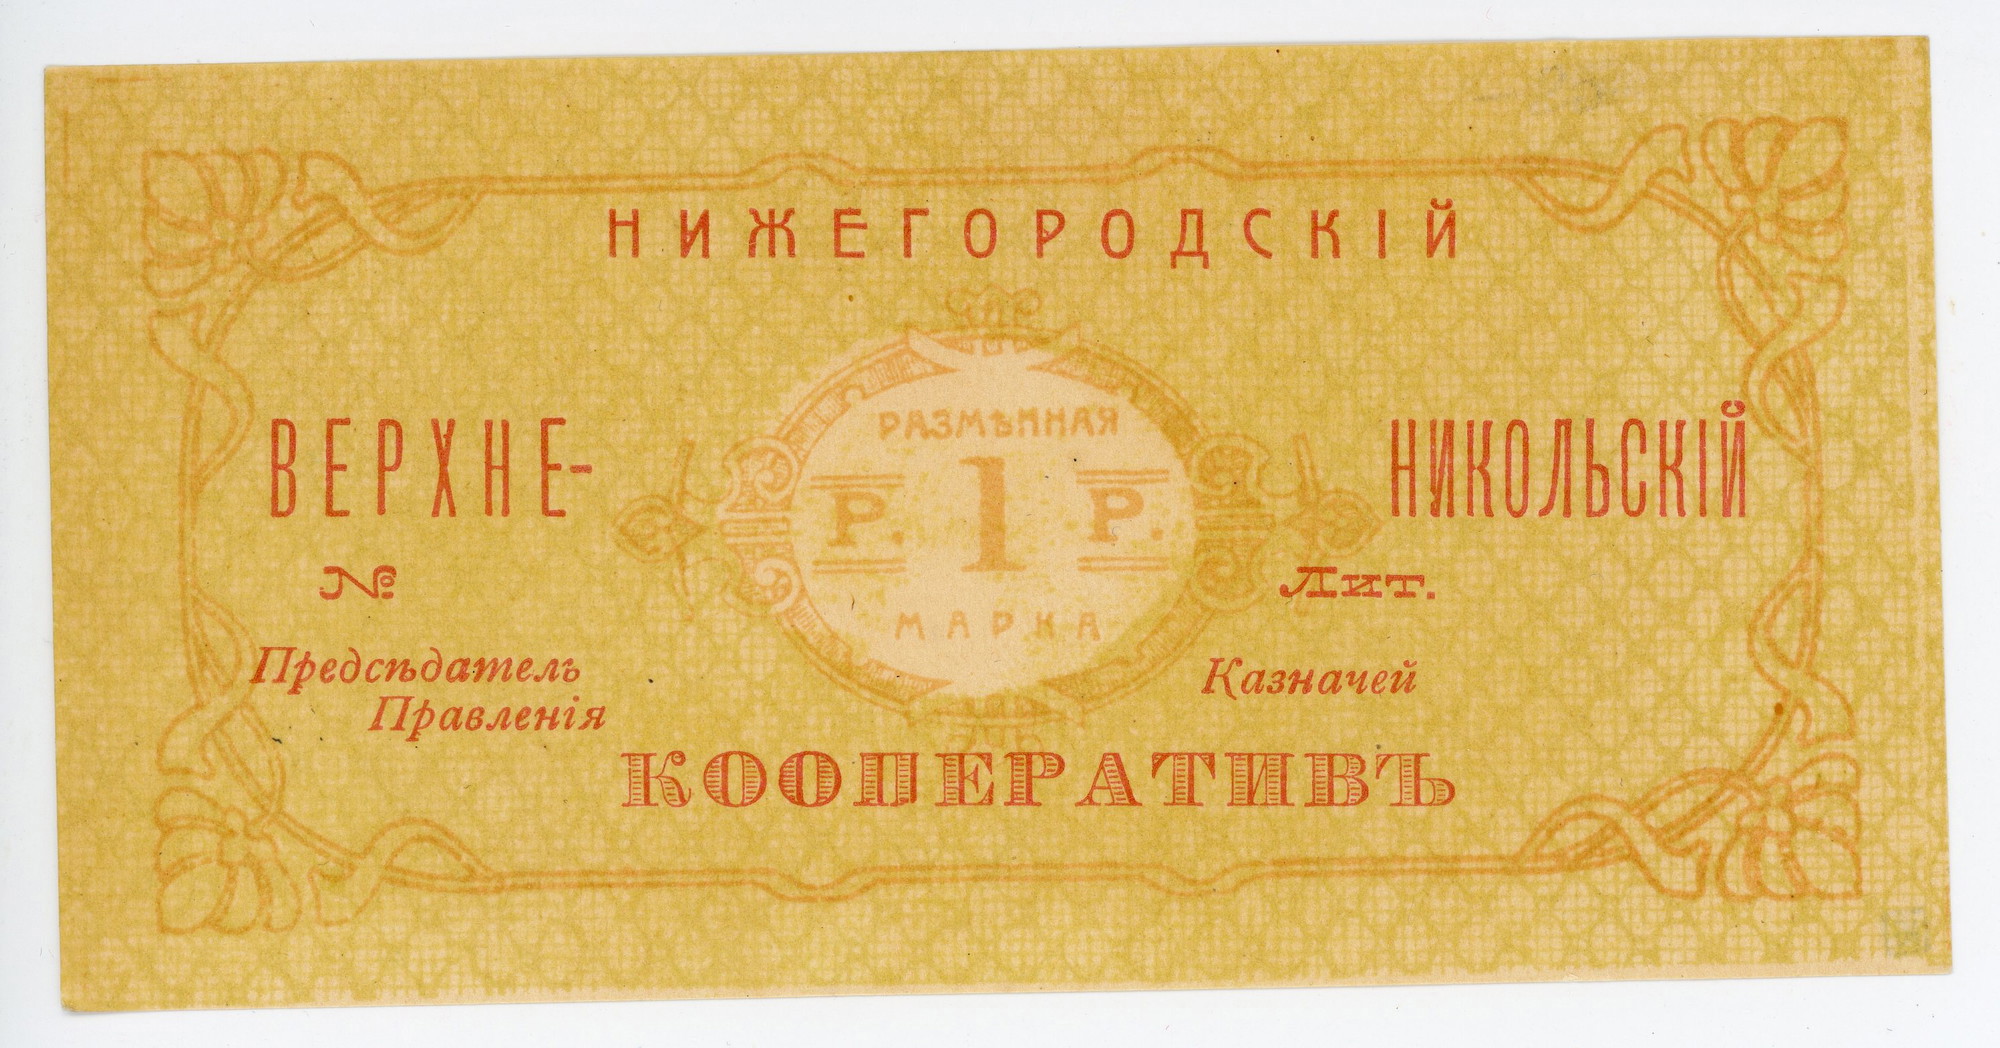 НИЖЕГОРОДСКІЙ
ВЕРХНЕ-
НИКОЛЬСКІЙ
РАЗМѢННАЯ
Р. 1 Р.
МАРКА
№
Лит.
Предсѣдатель
Правленія
Казначей
КООПЕРАТИВЪ